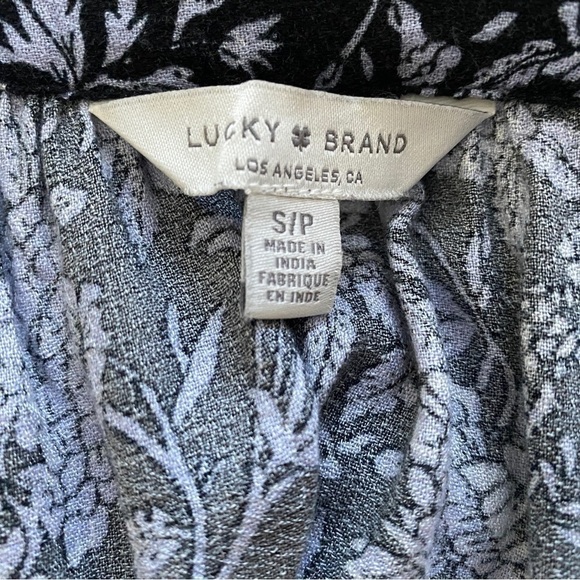 LUCKY BRAND
LOS ANGELES, CA
S/P
MADE IN
INDIA
FABRIQUE
EN INDE